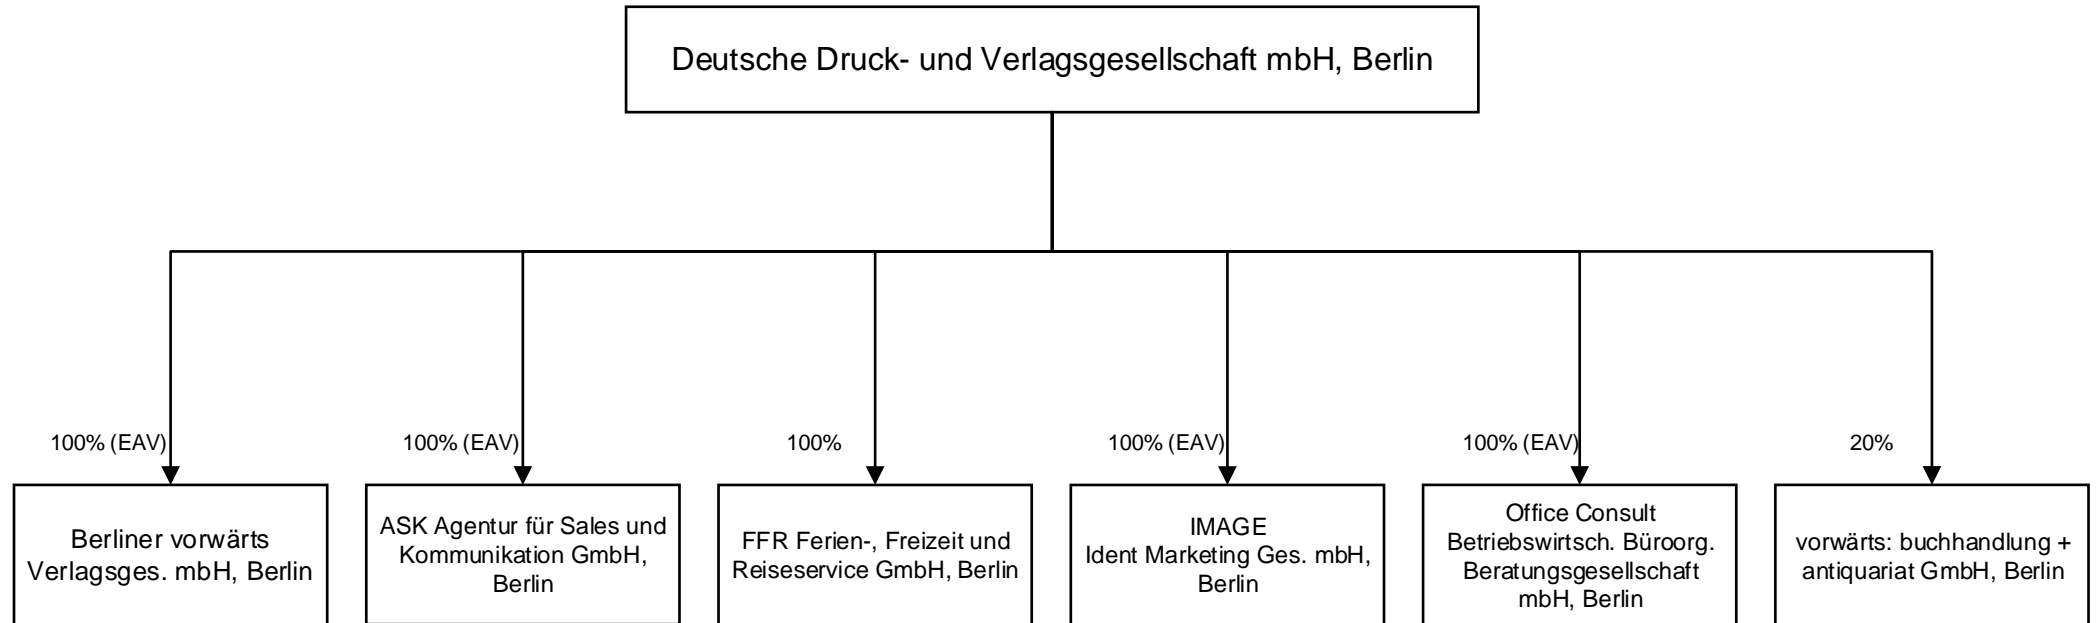 Deutsche Druck- und Verlagsgesellschaft mbH, Berlin
100% (EAV)
100% (EAV)
100%
100% (EAV)
100% (EAV)
20%
Berliner vorwärts
Verlagsges. mbH, Berlin
ASK Agentur für Sales und
Kommunikation GmbH,
Berlin
FFR Ferien-, Freizeit und
Reiseservice GmbH, Berlin
IMAGE
Ident Marketing Ges. mbH,
Berlin
Office Consult
Betriebswirtsch. Büroorg.
Beratungsgesellschaft
mbH, Berlin
vorwärts: buchhandlung +
antiquariat GmbH, Berlin